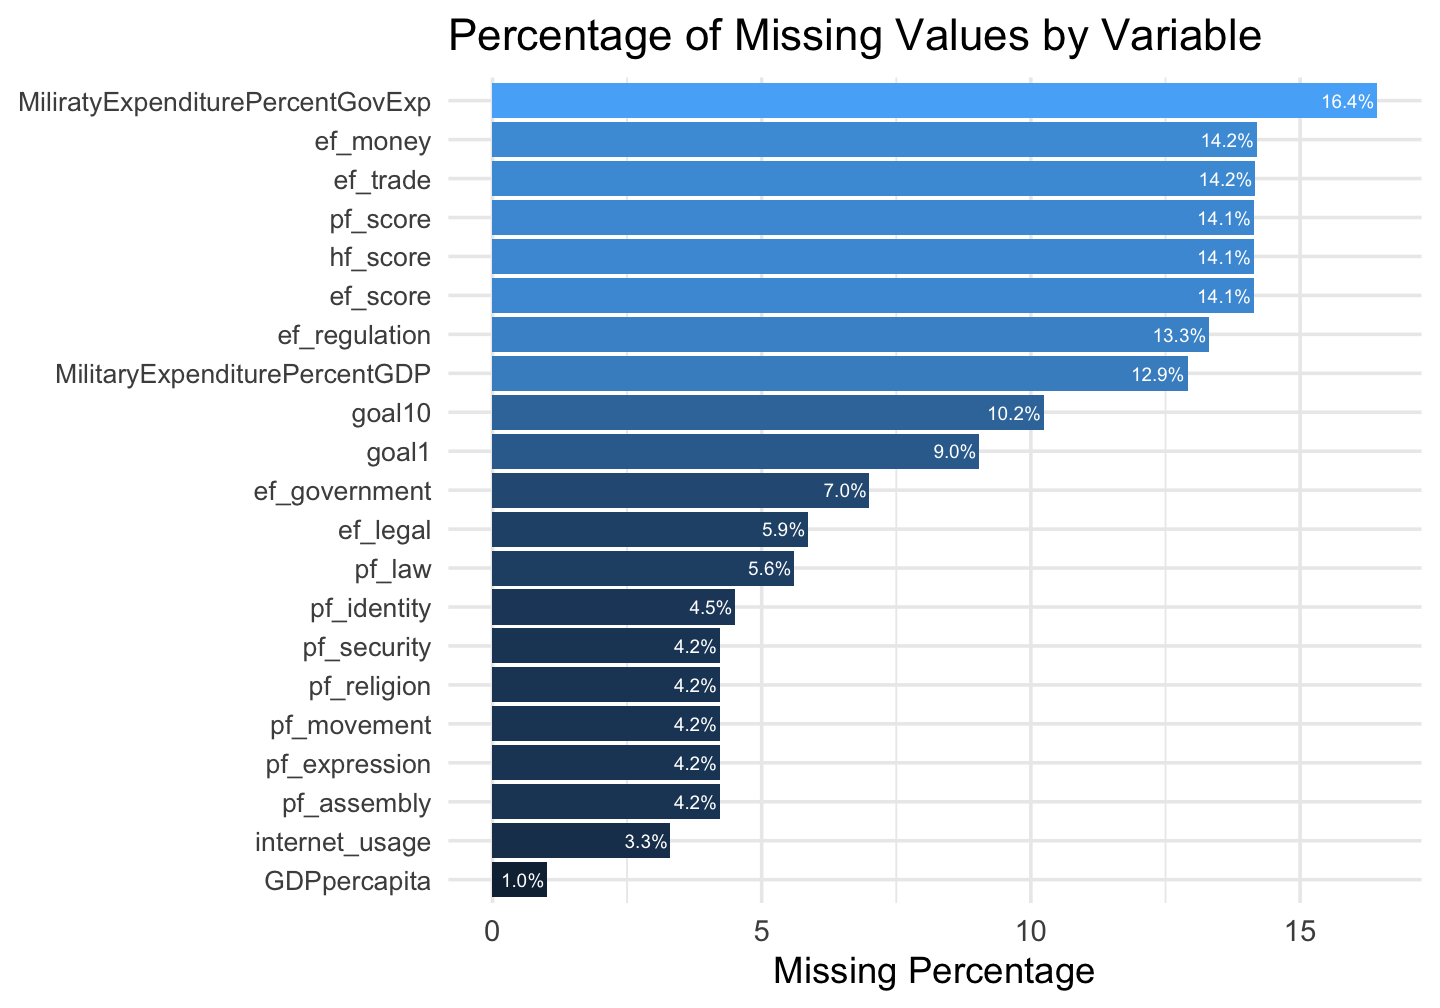 Percentage of Missing Values by Variable
MiliratyExpenditurePercentGovExp 16.4%
ef_money 14.2%
ef_trade 14.2%
pf_score 14.1%
hf_score 14.1%
ef_score 14.1%
ef_regulation 13.3%
MilitaryExpenditurePercentGDP 12.9%
goal10 10.2%
goal1 9.0%
ef_government 7.0%
ef_legal 5.9%
pf_law 5.6%
pf_identity 4.5%
pf_security 4.2%
pf_religion 4.2%
pf_movement 4.2%
pf_expression 4.2%
pf_assembly 4.2%
internet_usage 3.3%
GDPpercapita 1.0%
0 5 10 15
Missing Percentage